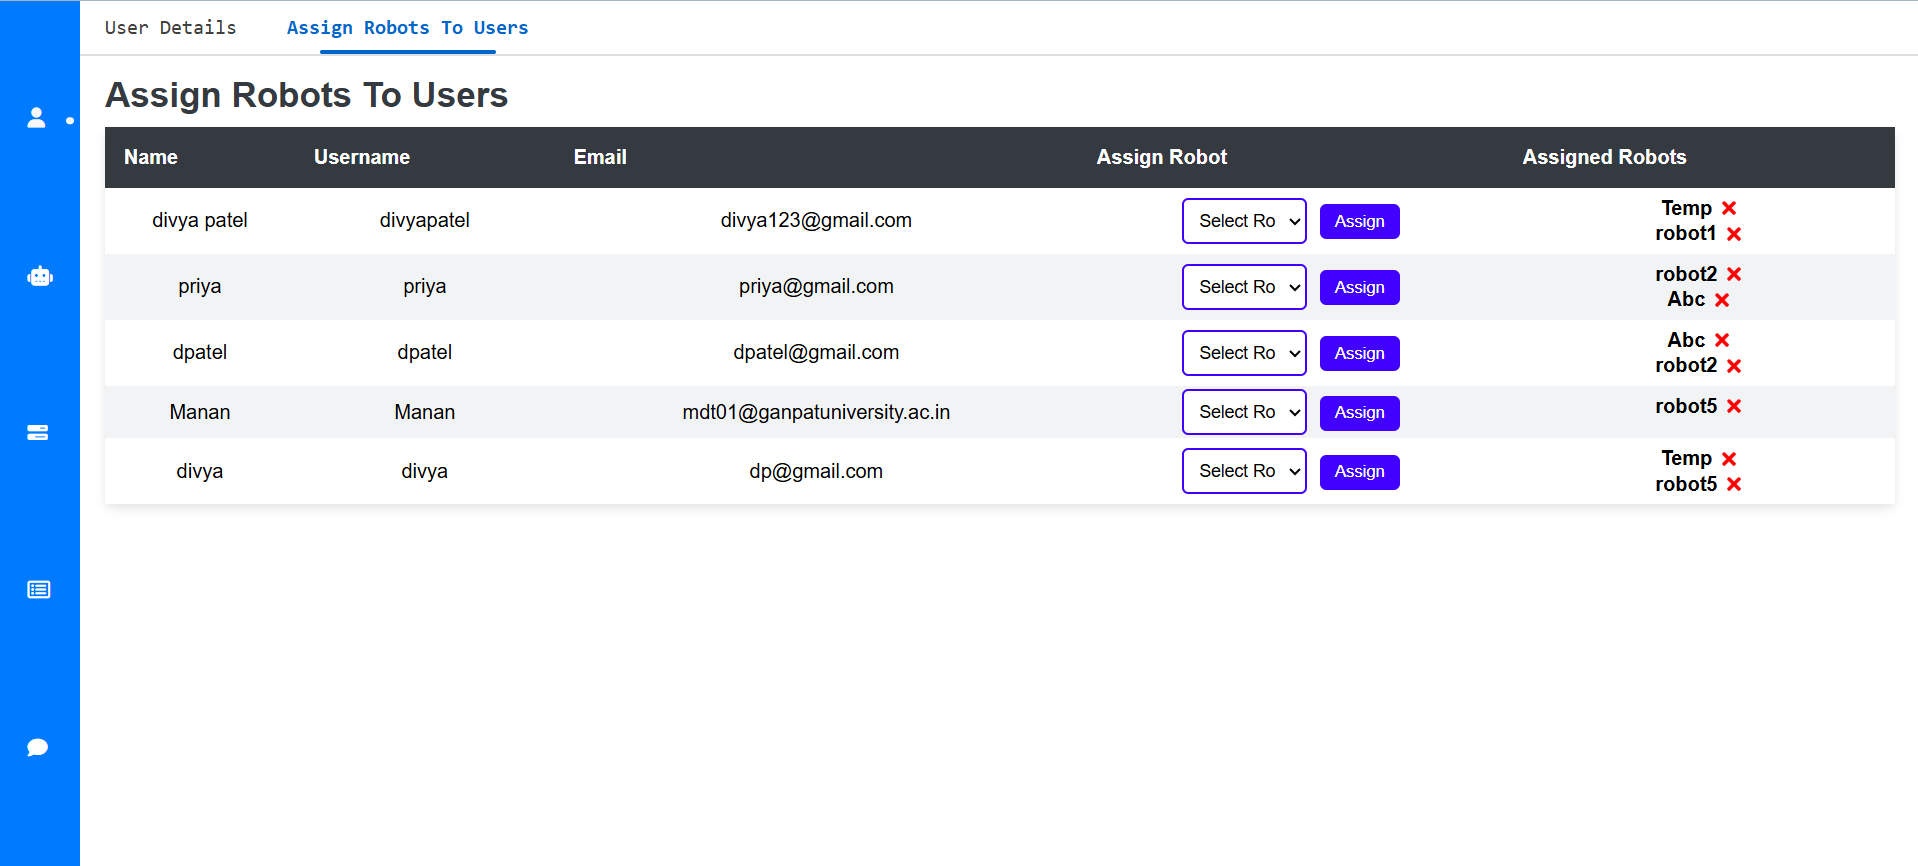 User Details Assign Robots To Users
Assign Robots To Users
Name Username Email Assign Robot Assigned Robots
divya patel divyapatel divya123@gmail.com Select Ro Assign Temp
robot1
priya priya priya@gmail.com Select Ro Assign robot2
Abc
dpatel dpatel dpatel@gmail.com Select Ro Assign Abc
robot2
Manan Manan mdt01@ganpatuniversity.ac.in Select Ro Assign robot5
divya divya dp@gmail.com Select Ro Assign Temp
robot5